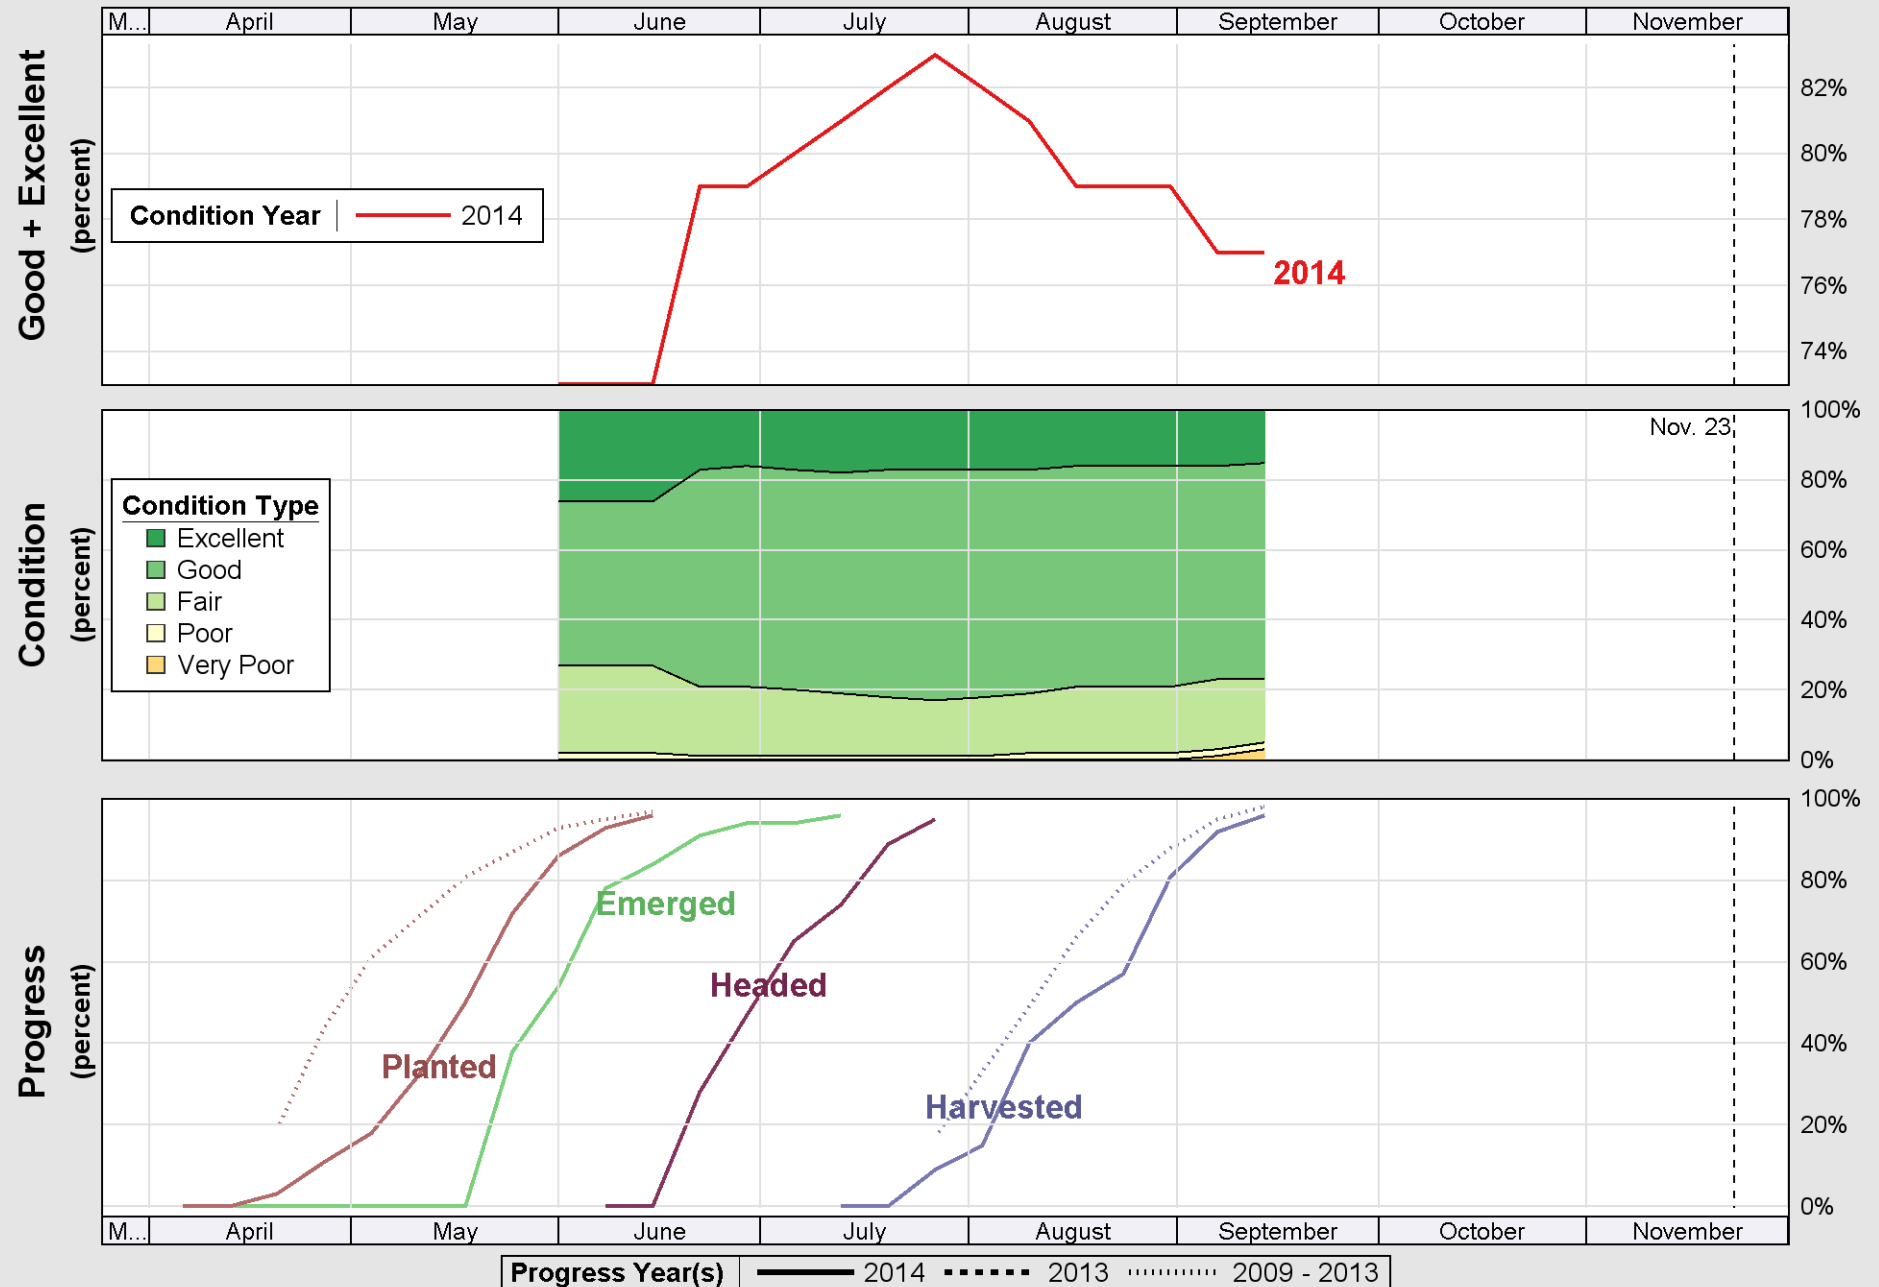 M... April May June July August September October November
Good + Excellent
(percent)
82%
80%
78%
76%
74%
Condition Year 2014
2014
Condition
(percent)
100%
80%
60%
40%
20%
0%
Nov. 23
Condition Type
Excellent
Good
Fair
Poor
Very Poor
Progress
(percent)
100%
80%
60%
40%
20%
0%
Emerged
Headed
Planted
Harvested
M... April May June July August September October November
Progress Year(s) 2014 2013 2009 - 2013